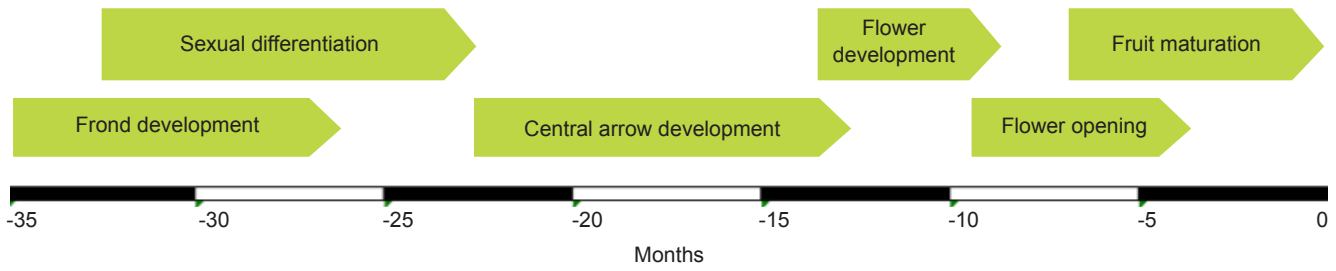 Sexual differentiation
Flower
development
Fruit maturation
Frond development
Central arrow development
Flower opening
-35
-30
-25
-20
-15
-10
-5
0
Months